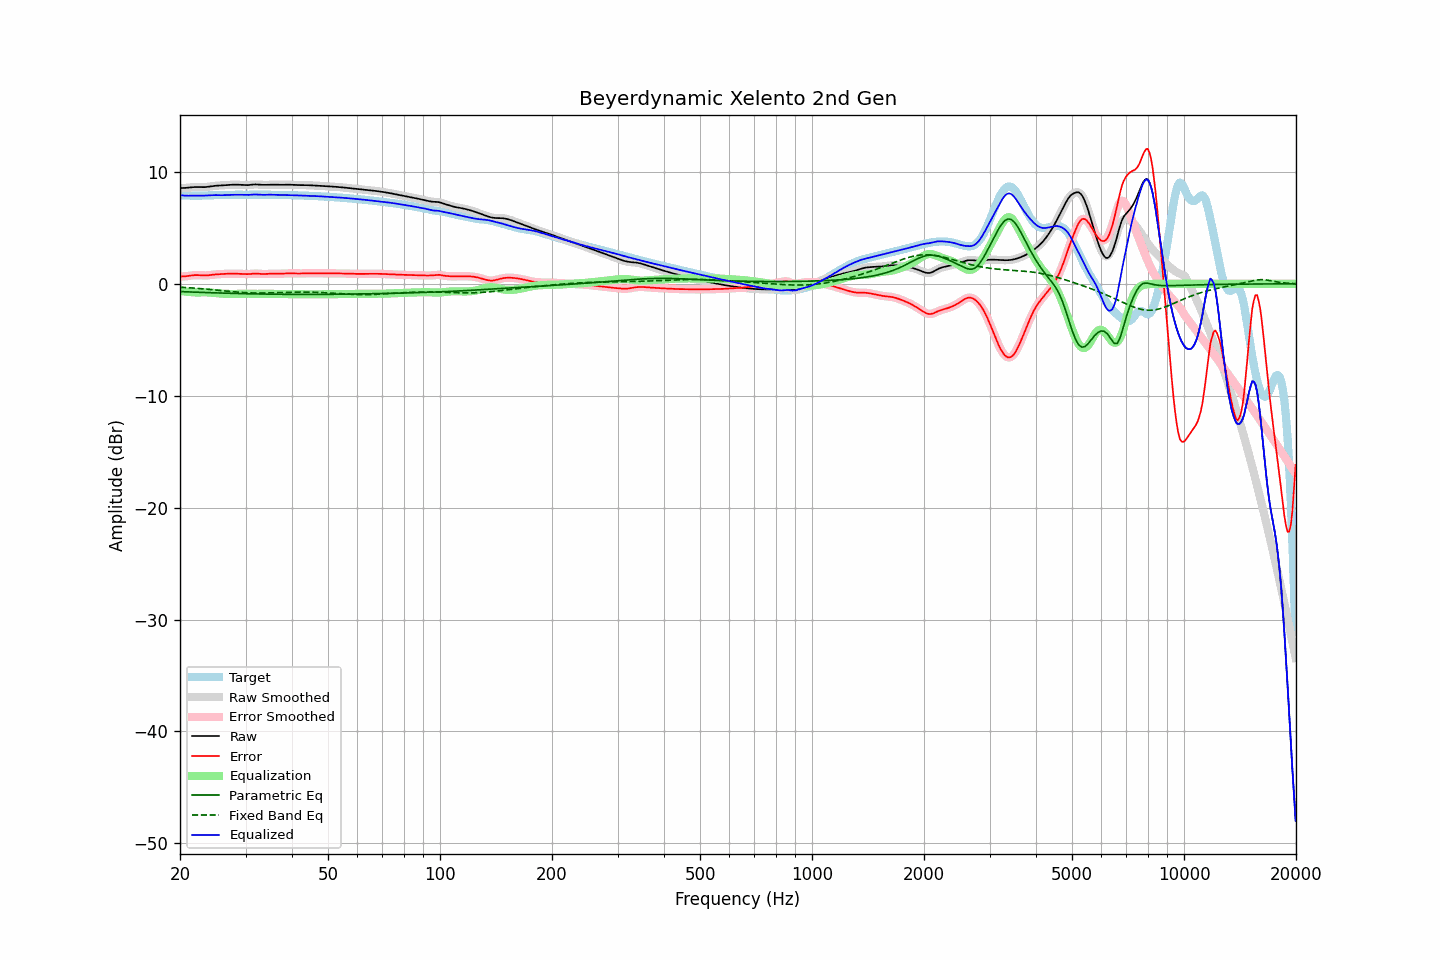 Beyerdynamic Xelento 2nd Gen
Amplitude (dBr)
10
0
−10
−20
−30
−40
−50
Target
Raw Smoothed
Error Smoothed
Raw
Error
Equalization
Parametric Eq
Fixed Band Eq
Equalized
20 50 100 200 500 1000 2000 5000 10000 20000
Frequency (Hz)